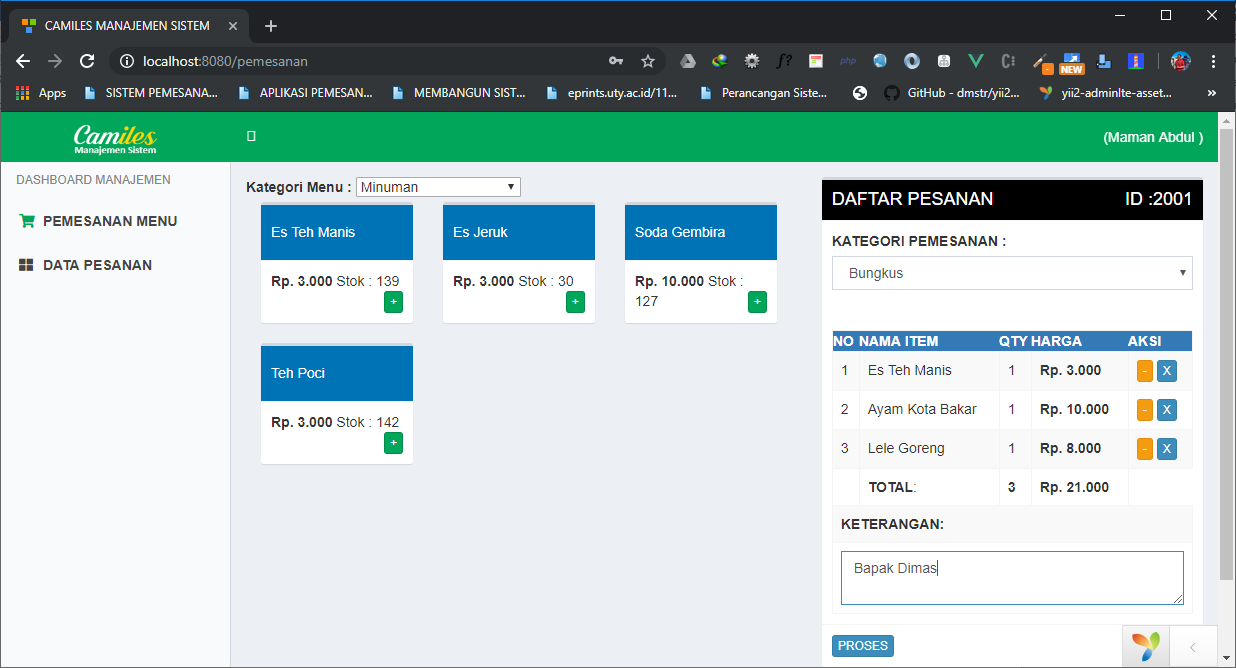 CAMILES MANAJEMEN SISTEM
localhost:8080/pemesanan
f?
php
NEW
Apps
SISTEM PEMESANA...
APLIKASI PEMESAN...
MEMBANGUN SIST...
eprints.uty.ac.id/11...
Perancangan Siste...
GitHub - dmstr/yii2...
yii2-adminlte-asset...
»
Camiles
Manajemen Sistem
(Maman Abdul )
DASHBOARD MANAJEMEN
PEMESANAN MENU
DATA PESANAN
Kategori Menu : Minuman
Es Teh Manis
Rp. 3.000 Stok : 139
+
Es Jeruk
Rp. 3.000 Stok : 30
+
Soda Gembira
Rp. 10.000 Stok :
127
+
Teh Poci
Rp. 3.000 Stok : 142
+
DAFTAR PESANAN ID :2001
KATEGORI PEMESANAN :
Bungkus
NO NAMA ITEM QTY HARGA AKSI
1 Es Teh Manis 1 Rp. 3.000 - X
2 Ayam Kota Bakar 1 Rp. 10.000 - X
3 Lele Goreng 1 Rp. 8.000 - X
TOTAL: 3 Rp. 21.000
KETERANGAN:
Bapak Dimas
PROSES